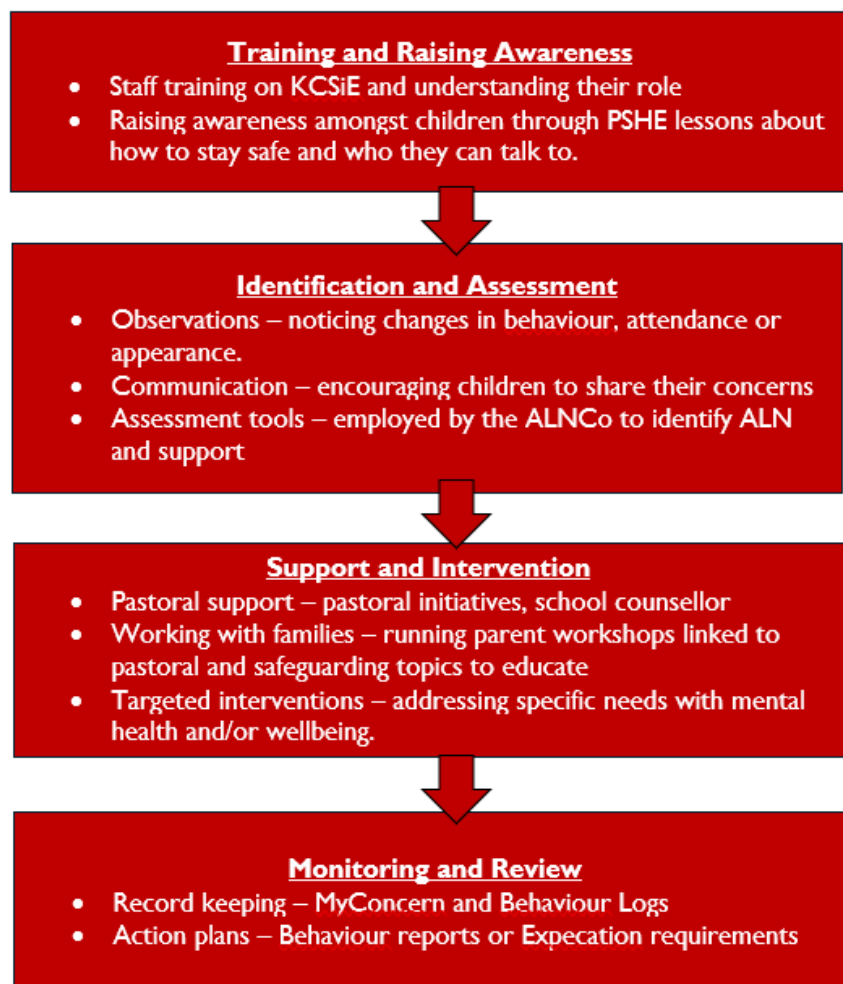 Training and Raising Awareness
• Staff training on KCSiE and understanding their role
• Raising awareness amongst children through PSHE lessons about
how to stay safe and who they can talk to.
Identification and Assessment
• Observations – noticing changes in behaviour, attendance or
appearance.
• Communication – encouraging children to share their concerns
• Assessment tools – employed by the ALNCo to identify ALN
and support
Support and Intervention
• Pastoral support – pastoral initiatives, school counsellor
• Working with families – running parent workshops linked to
pastoral and safeguarding topics to educate
• Targeted interventions – addressing specific needs with mental
health and/or wellbeing.
Monitoring and Review
• Record keeping – MyConcern and Behaviour Logs
• Action plans – Behaviour reports or Expecation requirements